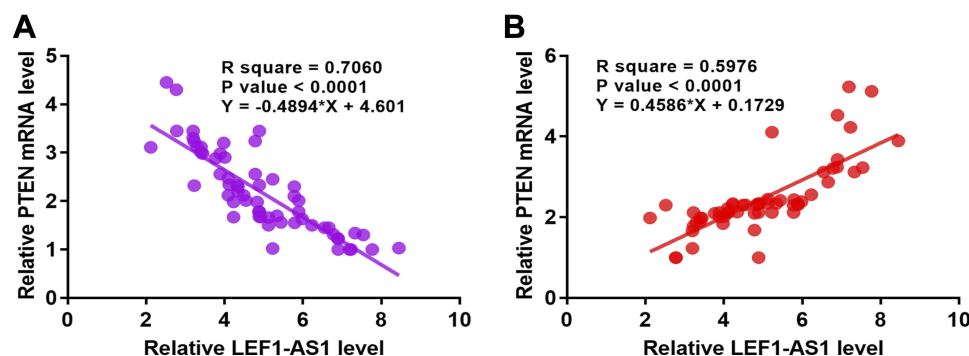 A
Relative PTEN mRNA level
5
4
3
2
1
0
R square = 0.7060
P value < 0.0001
Y = -0.4894*X + 4.601
0 2 4 6 8 10
Relative LEF1-AS1 level
B
Relative PTEN mRNA level
6
4
2
0
R square = 0.5976
P value < 0.0001
Y = 0.4586*X + 0.1729
0 2 4 6 8 10
Relative LEF1-AS1 level